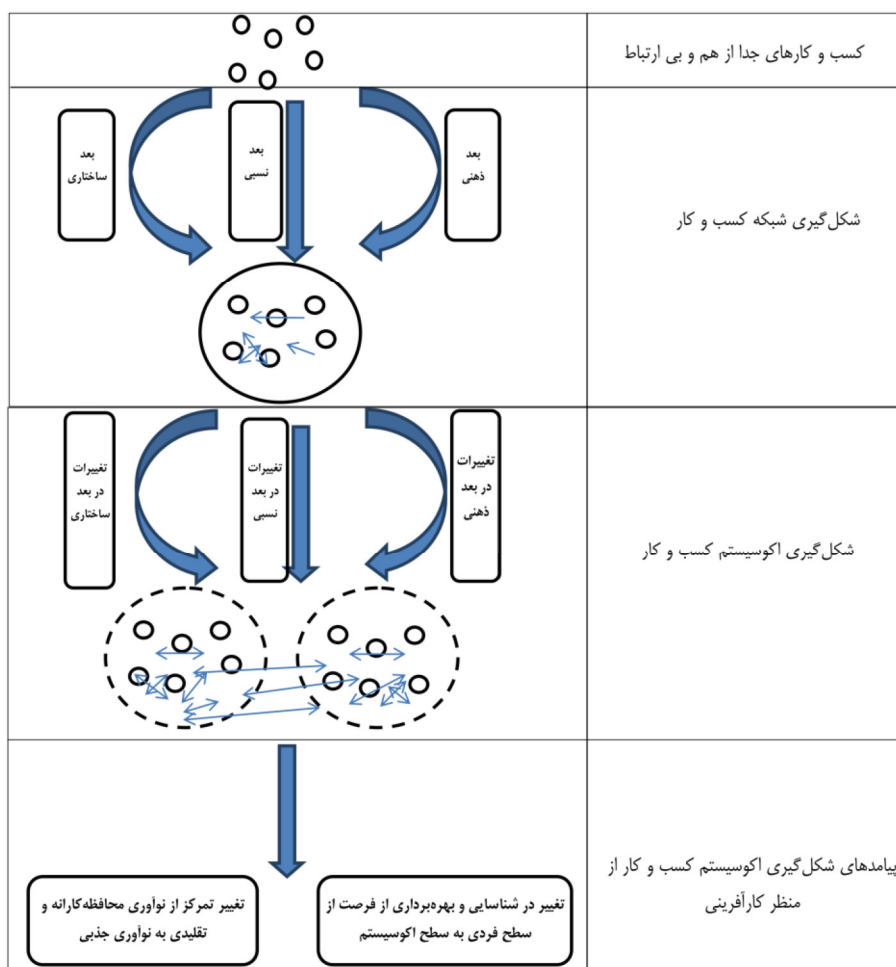 کسب و کارهای جدا از هم و بی ارتباط
شکل‌گیری شبکه کسب و کار
بعد
ذهنی
بعد
نسبی
بعد
ساختاری
شکل‌گیری اکوسیستم کسب و کار
تغییرات
در بعد
ذهنی
تغییرات
در بعد
نسبی
تغییرات
در بعد
ساختاری
پیامدهای شکل‌گیری اکوسیستم کسب و کار از
منظر کارآفرینی
تغییر در شناسایی و بهره‌برداری از فرصت از
سطح فردی به سطح اکوسیستم
تغییر تمرکز از نوآوری محافظه‌کارانه و
تقلیدی به نوآوری جذبی